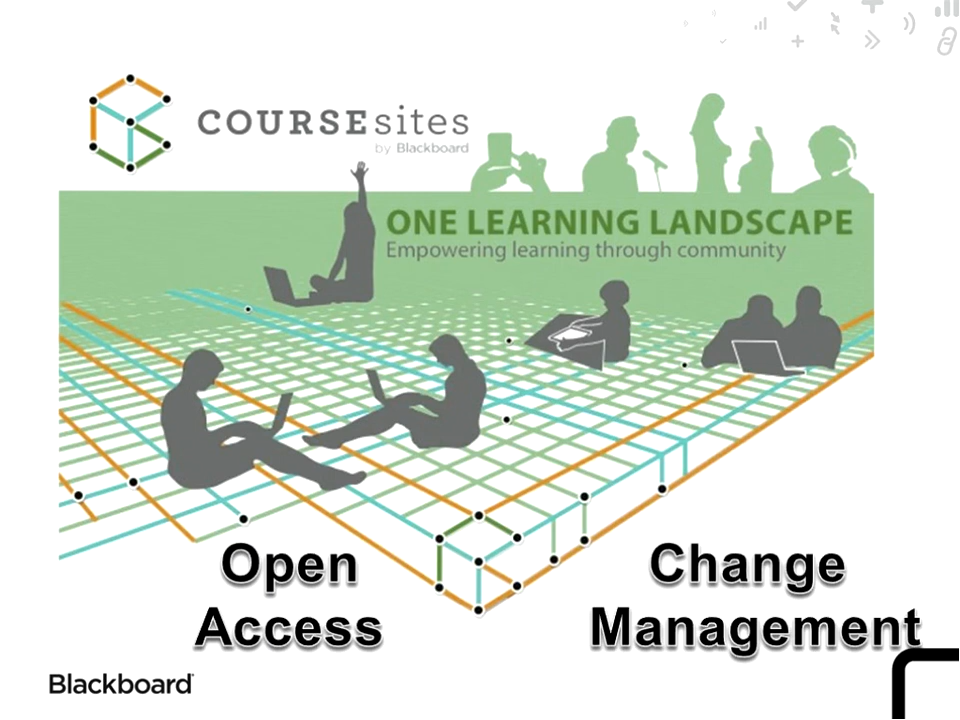 COURSEsites
by Blackboard
ONE LEARNING LANDSCAPE
Empowering learning through community
Open
Access
Change
Management
Blackboard